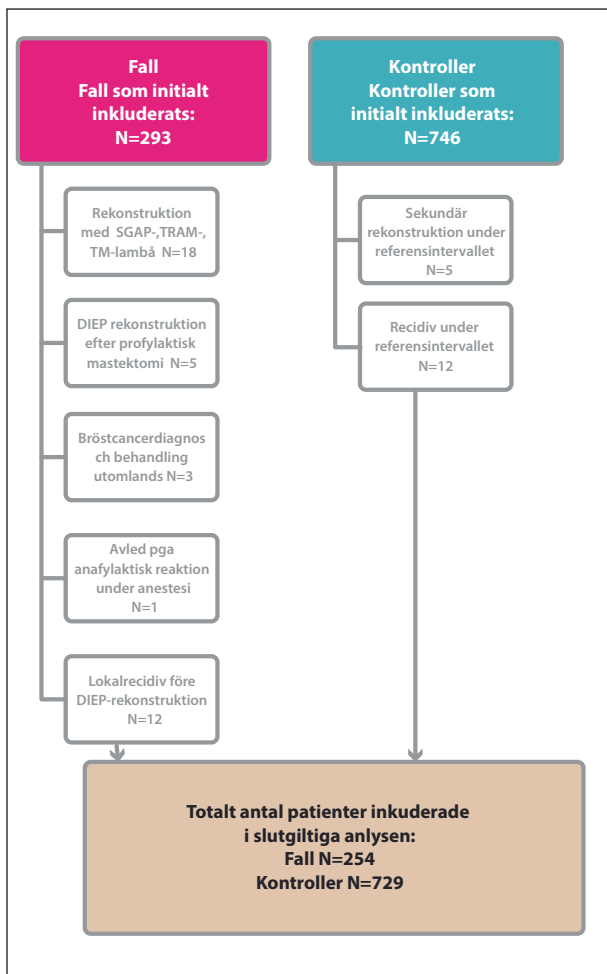 Fall
Fall som initialt
inkluderats:
N=293
Kontroller
Kontroller som
initialt inkluderats:
N=746
Rekonstruktion
med SGAP-,TRAM-,
TM-lambå N=18
DIEP rekonstruktion
efter profylaktisk
mastektomi N=5
Bröstcancerdiagnos
ch behandling
utomlands N=3
Avled pga
anafylaktisk reaktion
under anestesi
N=1
Lokalrecidiv före
DIEP-rekonstruktion
N=12
Sekundär
rekonstruktion under
referensintervallet
N=5
Recidiv under
referensintervallet
N=12
Totalt antal patienter inkuderade
i slutgiltiga anlysen:
Fall N=254
Kontroller N=729